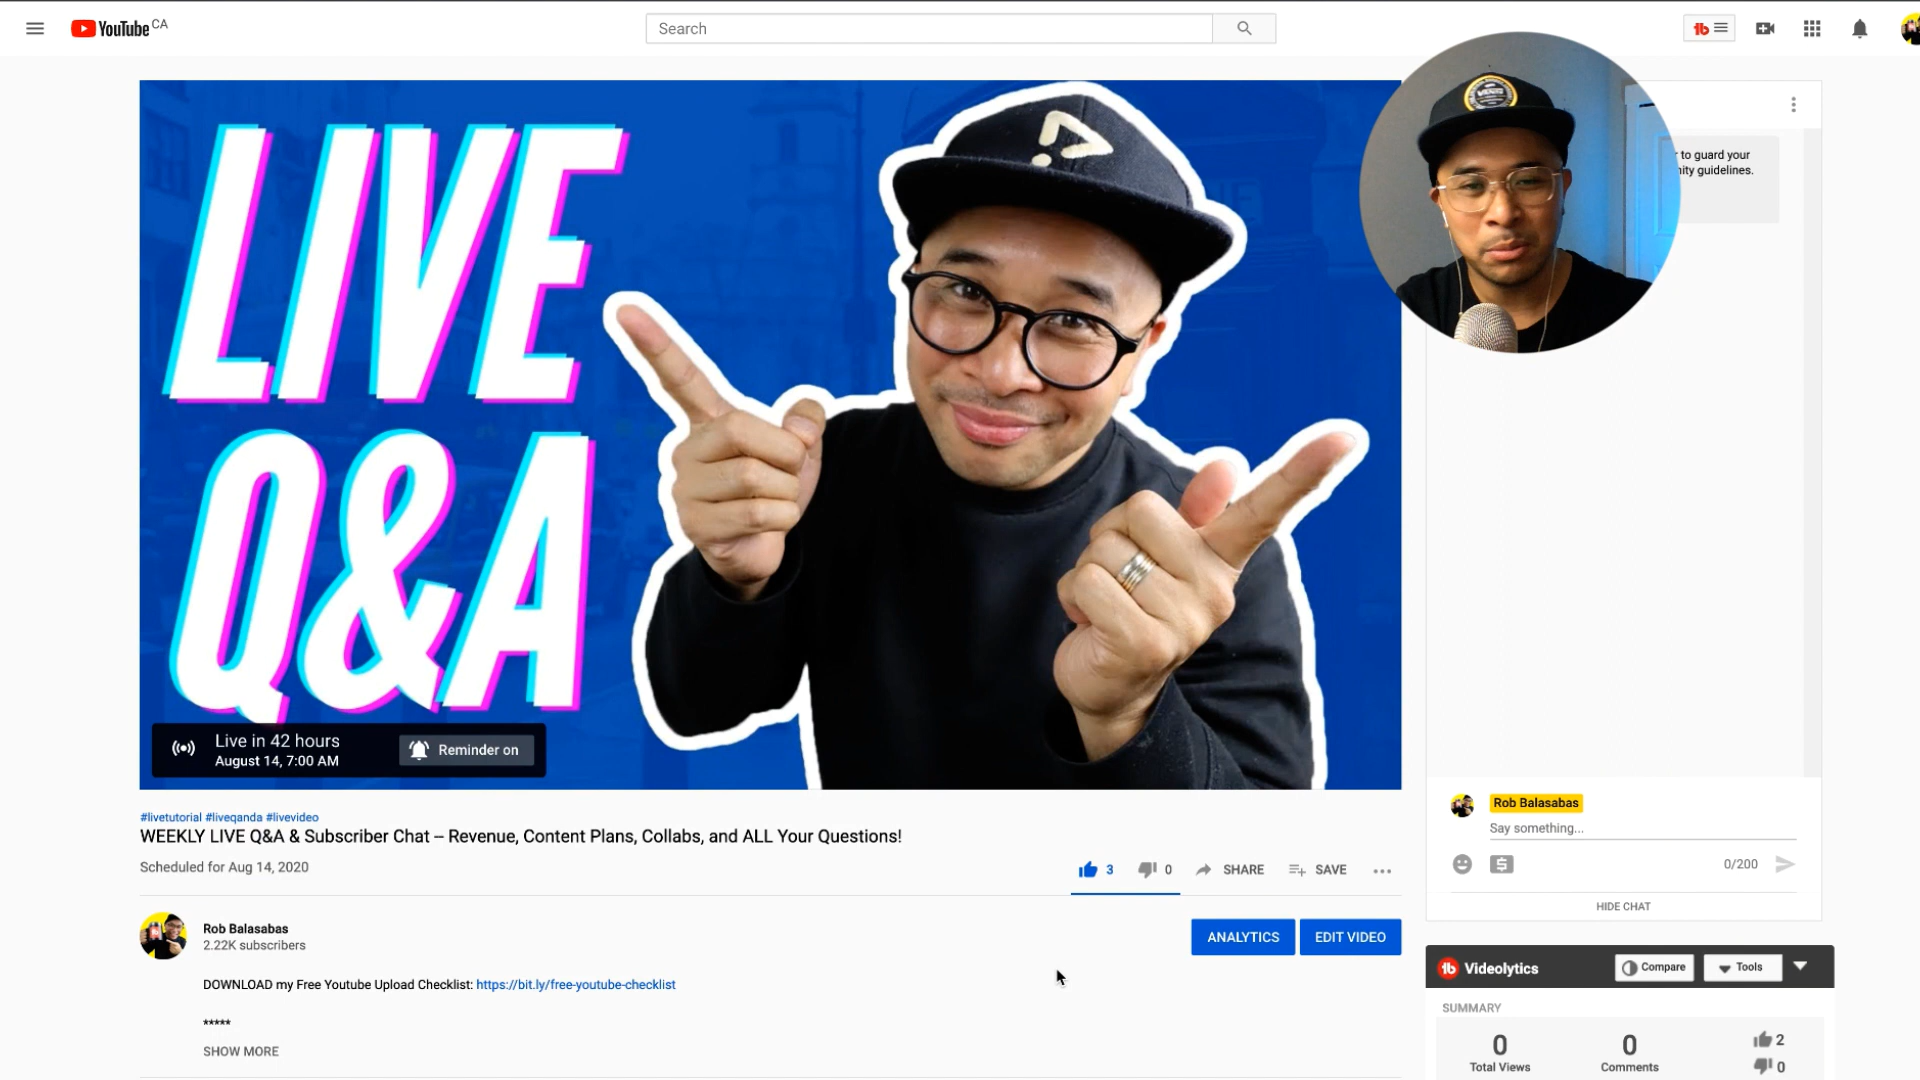 YouTube CA
Search
to guard your
ity guidelines.
LIVE
Q&A
Live in 42 hours
August 14, 7:00 AM
Reminder on
#livetutorial #liveqanda #livevideo
WEEKLY LIVE Q&A & Subscriber Chat – Revenue, Content Plans, Collabs, and ALL Your Questions!
Scheduled for Aug 14, 2020
3
0
SHARE
SAVE
Rob Balasabas
2.22K subscribers
ANALYTICS
EDIT VIDEO
DOWNLOAD my Free Youtube Upload Checklist: https://bit.ly/free-youtube-checklist
*****
SHOW MORE
Rob Balasabas
Say something...
0/200
HIDE CHAT
Videolytics
Compare
Tools
SUMMARY
0
Total Views
0
Comments
2
0